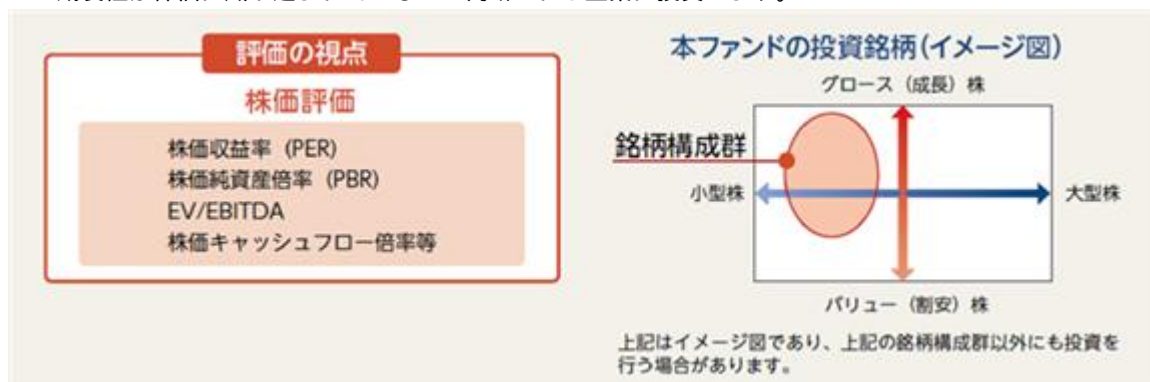 評価の視点
株価評価
株価収益率（PER）
株価純資産倍率（PBR）
EV/EBITDA
株価キャッシュフロー倍率等
本ファンドの投資銘柄（イメージ図）
グロース（成長）株
銘柄構成群
小型株
大型株
バリュー（割安）株
上記はイメージ図であり、上記の銘柄構成群以外にも投資を
行う場合があります。